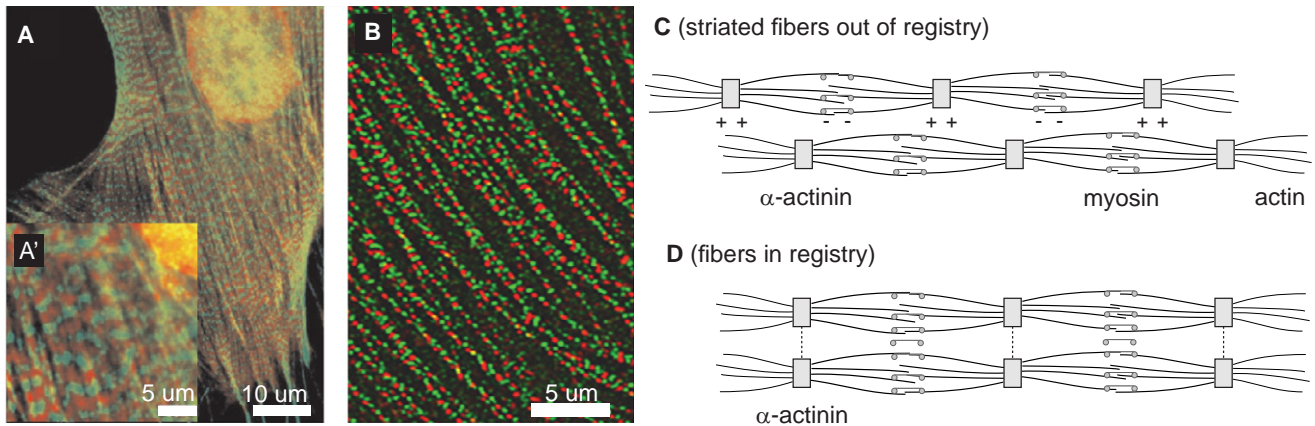 A
A'
5 um
10 um
B
5 um
C (striated fibers out of registry)
+ +
- -
+ +
- -
+ +
α-actinin
myosin
actin
D (fibers in registry)
α-actinin